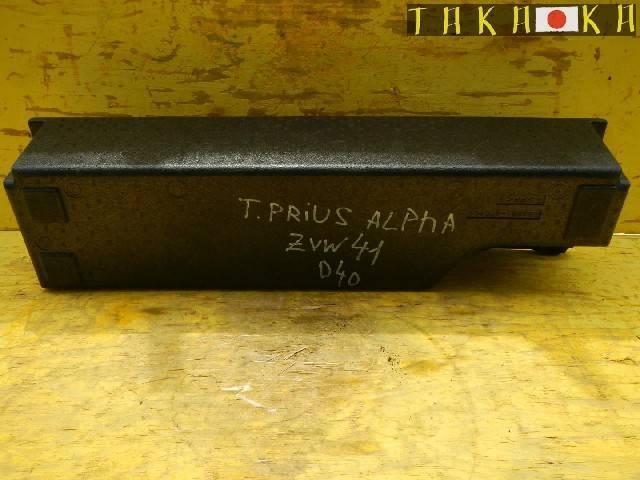 TAKAOKA
T. PRIUS ALPHA
ZVW41
D40